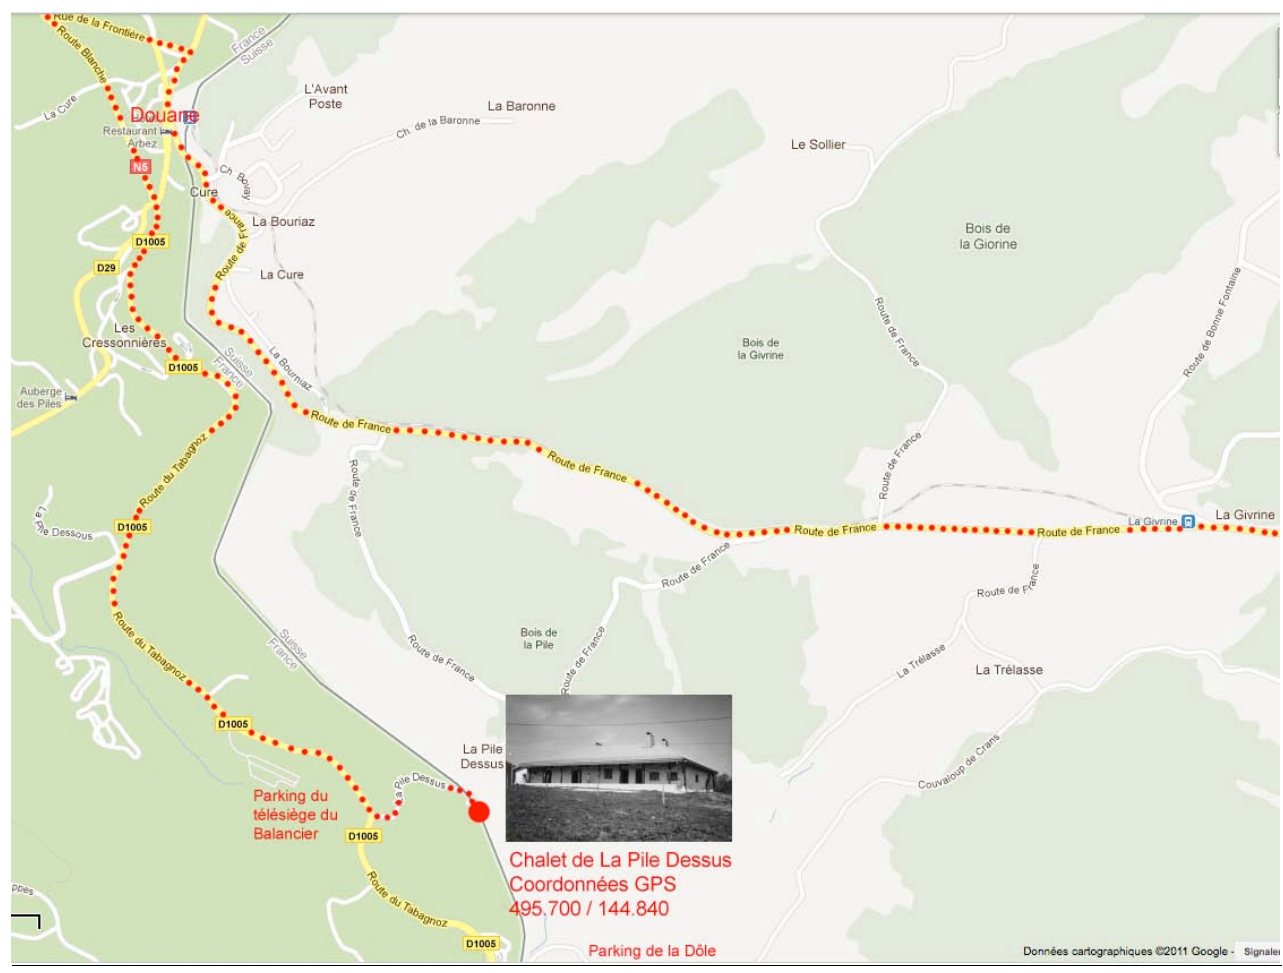 Rue de la Frontière
Route Blanche
France
Suisse
La Cure
Douane
Restaurant
Arbez
N5
L'Avant
Poste
La Baronne
Ch. de la Baronne
Le Sollier
Ch. Bovay
Cure
La Bouriaz
Route de France
La Cure
D1005
D29
Bois de
la Giorine
Les
Cressonnières
D1005
Suisse
France
La Bourniaz
Bois de
la Givrine
Route de France
Route de Bonne Fontaine
Auberge
des Piles
Route de France
Route du Tabagnoz
Route de France
Route de France
Route de France
La Pile Dessous
D1005
Route de France
Route de France
La Givrine
La Givrine
Route de France
Route de France
Route du Tabagnoz
Suisse
France
Bois de
la Pile
Route de France
Route de France
La Trélasse
La Trélasse
D1005
La Pile
Dessus
La Pile Dessus
Couvaloup de Crans
Parking du
télésiège du
Balancier
D1005
Chalet de La Pile Dessus
Coordonnées GPS
495.700 / 144.840
Route du Tabagnoz
D1005
Parking de la Dôle
Données cartographiques ©2011 Google -